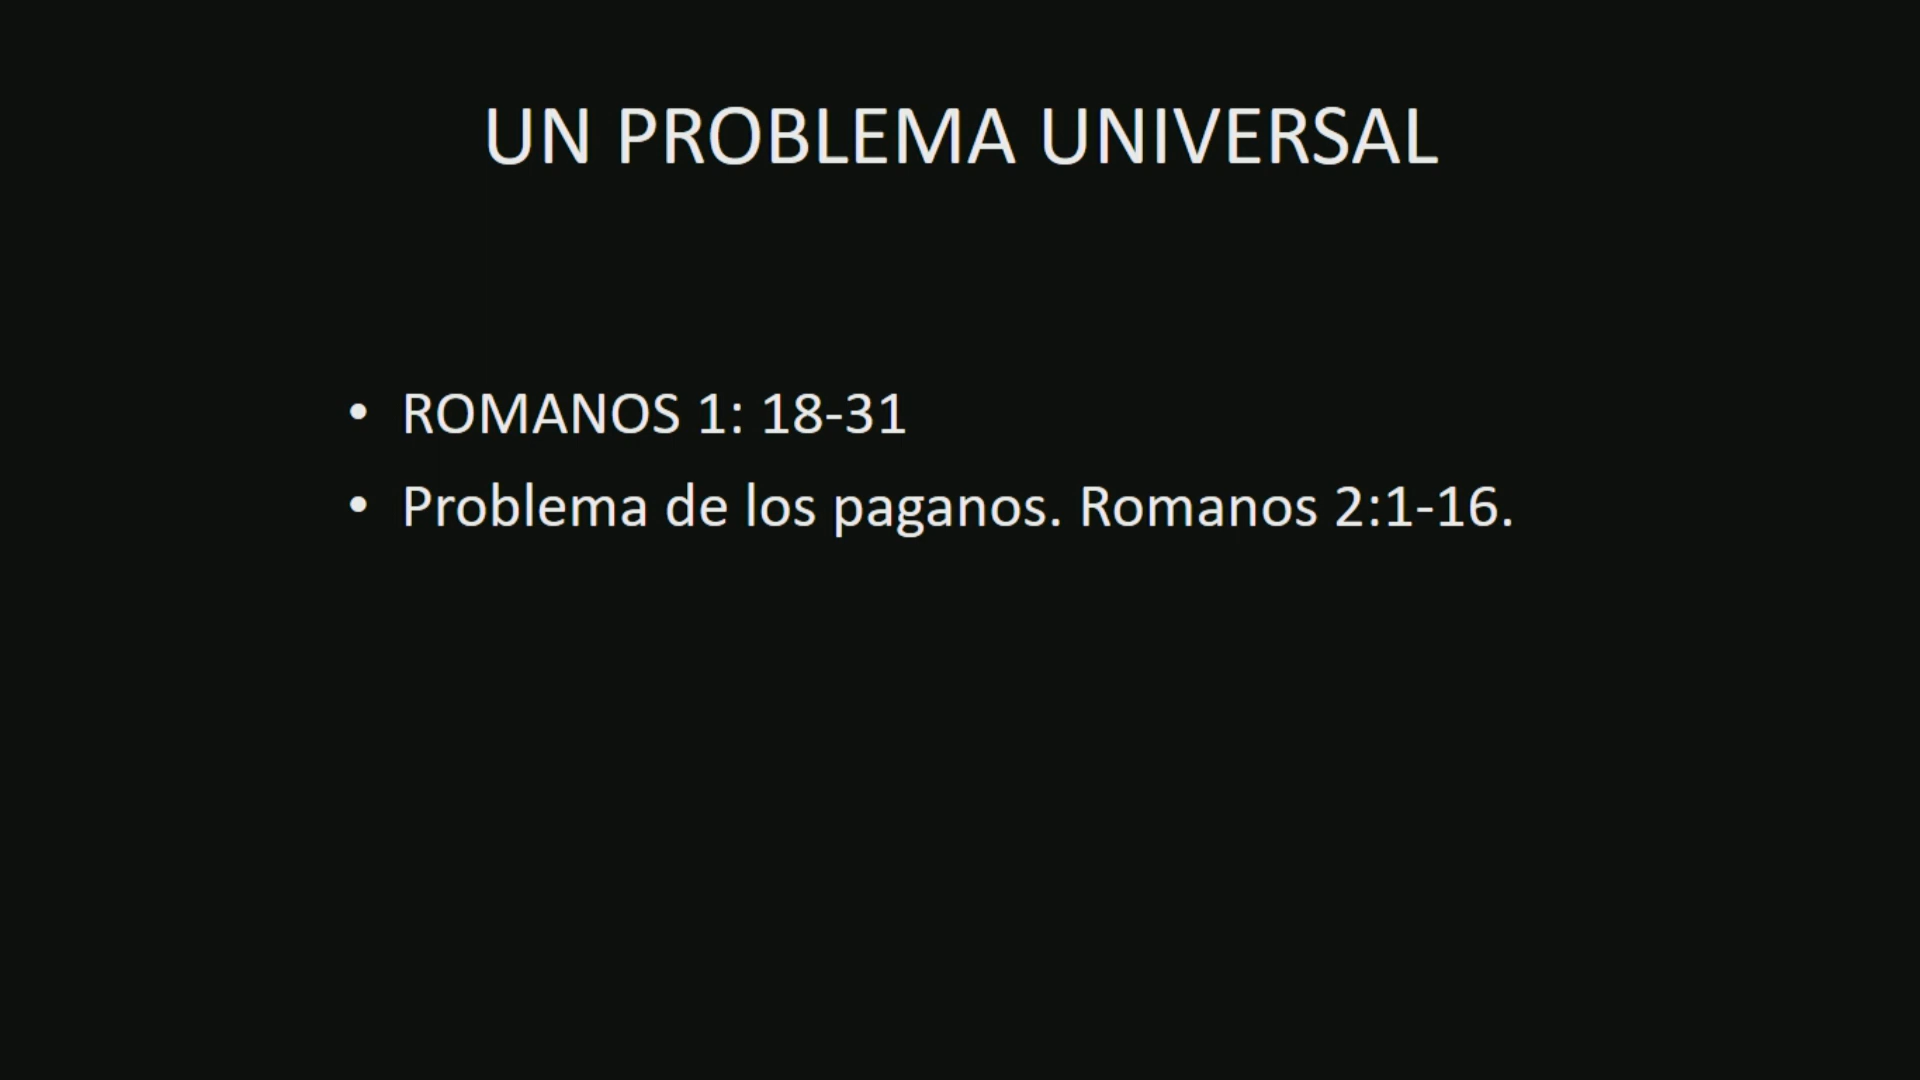 UN PROBLEMA UNIVERSAL
• ROMANOS 1: 18-31
• Problema de los paganos. Romanos 2:1-16.